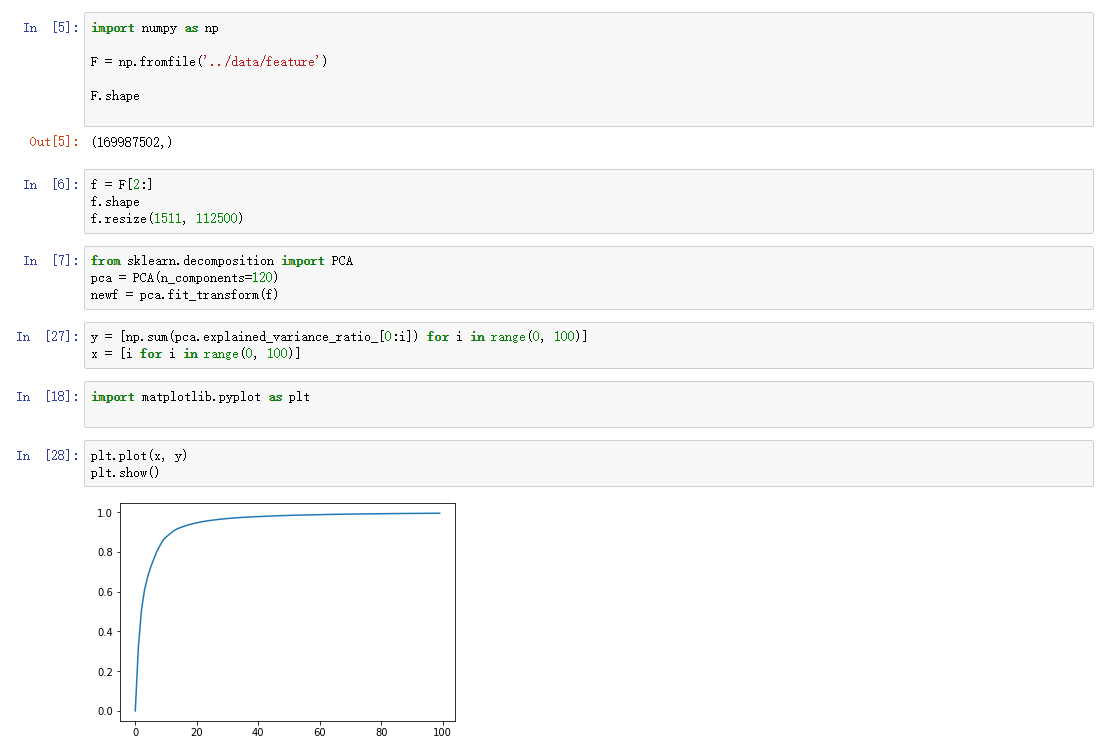 In [5]: import numpy as np
F = np.fromfile('../data/feature')
F.shape
Out[5]: (169987502,)
In [6]: f = F[2:]
f.shape
f.resize(1511, 112500)
In [7]: from sklearn.decomposition import PCA
pca = PCA(n_components=120)
newf = pca.fit_transform(f)
In [27]: y = [np.sum(pca.explained_variance_ratio_[0:i]) for i in range(0, 100)]
x = [i for i in range(0, 100)]
In [18]: import matplotlib.pyplot as plt
In [28]: plt.plot(x, y)
plt.show()
1.0
0.8
0.6
0.4
0.2
0.0
0 20 40 60 80 100